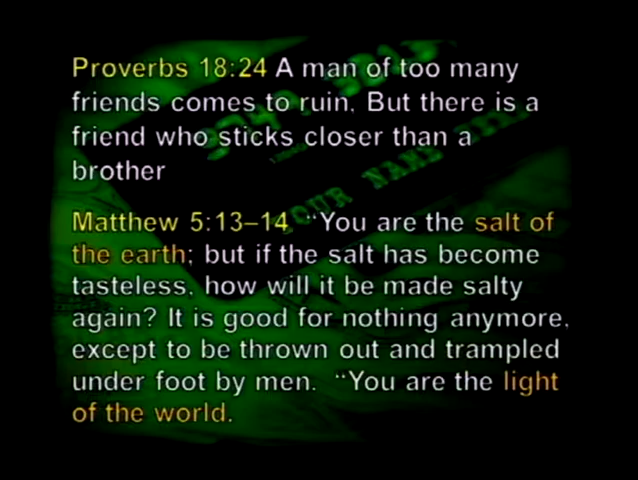 Proverbs 18:24 A man of too many
friends comes to ruin, But there is a
friend who sticks closer than a
brother
Matthew 5:13–14 “You are the salt of
the earth; but if the salt has become
tasteless, how will it be made salty
again? It is good for nothing anymore,
except to be thrown out and trampled
under foot by men. “You are the light
of the world.
YOUR NAME